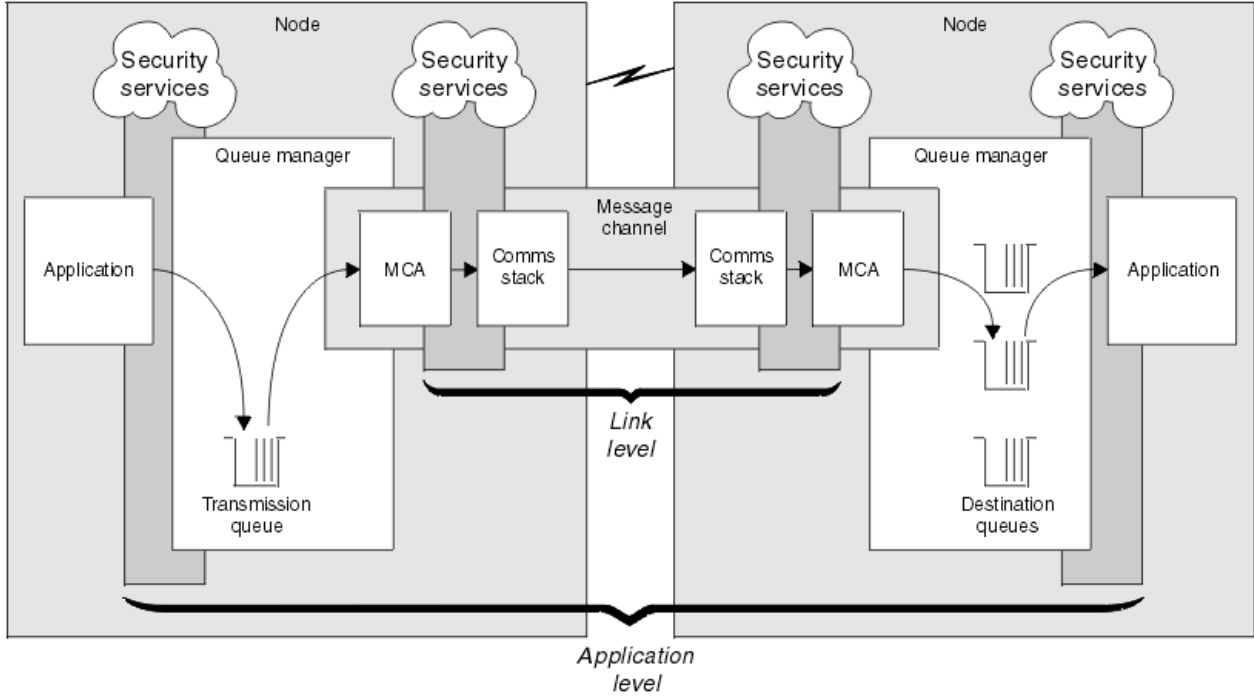 Node
Node
Security
services
Security
services
Security
services
Security
services
Queue manager
Queue manager
Message
channel
Application
MCA
Comms
stack
Comms
stack
MCA
Application
Link
level
Transmission
queue
Destination
queues
Application
level